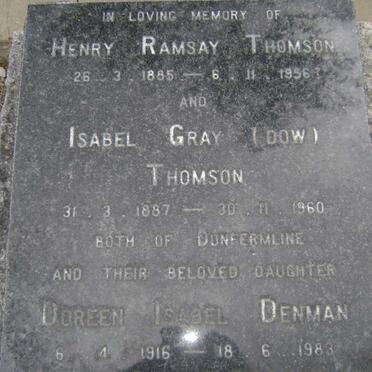 IN LOVING MEMORY OF
HENRY RAMSAY THOMSON
26 . 3 . 1885 — 6 . 11 . 1956
AND
ISABEL GRAY (DOW)
THOMSON
31 . 3 . 1887 — 30 . 11 . 1960
BOTH OF DUNFERMLINE
AND THEIR BELOVED DAUGHTER
DOREEN ISABEL DENMAN
6 . 4 . 1916 — 18 . 6 . 1983